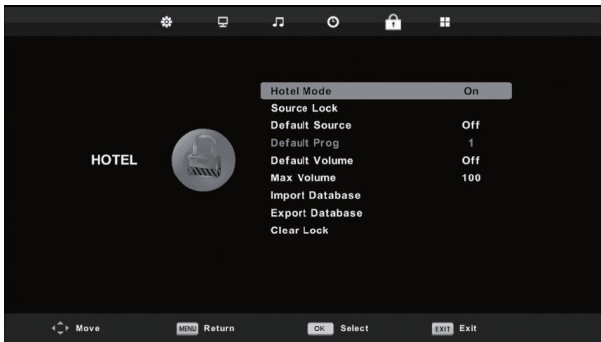 HOTEL
Hotel Mode On
Source Lock
Default Source Off
Default Prog 1
Default Volume Off
Max Volume 100
Import Database
Export Database
Clear Lock
Move MENU Return OK Select EXIT Exit